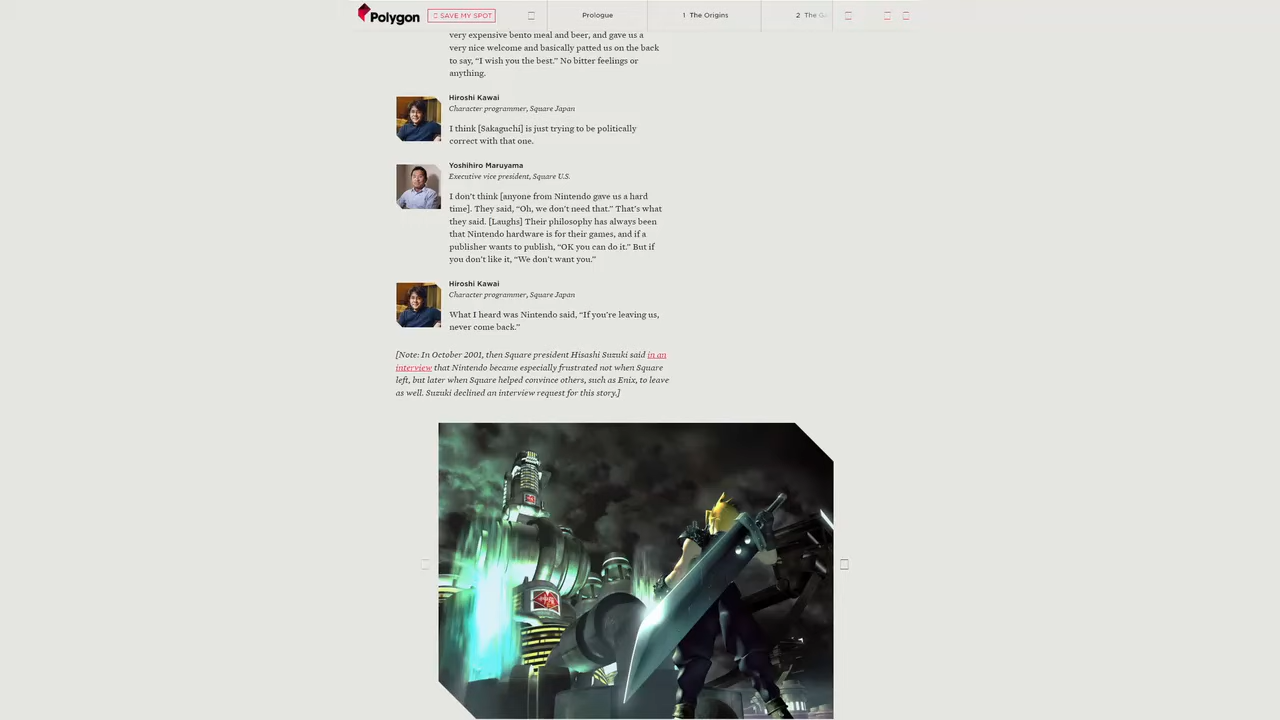 Polygon
SAVE MY SPOT
Prologue
1 The Origins
2 The Ga
very expensive bento meal and beer, and gave us a
very nice welcome and basically patted us on the back
to say, “I wish you the best.” No bitter feelings or
anything.
Hiroshi Kawai
Character programmer, Square Japan
I think [Sakaguchi] is just trying to be politically
correct with that one.
Yoshihiro Maruyama
Executive vice president, Square U.S.
I don’t think [anyone from Nintendo gave us a hard
time]. They said, “Oh, we don’t need that.” That’s what
they said. [Laughs] Their philosophy has always been
that Nintendo hardware is for their games, and if a
publisher wants to publish, “OK you can do it.” But if
you don’t like it, “We don’t want you.”
Hiroshi Kawai
Character programmer, Square Japan
What I heard was Nintendo said, “If you’re leaving us,
never come back.”
[Note: In October 2001, then Square president Hisashi Suzuki said in an
interview that Nintendo became especially frustrated not when Square
left, but later when Square helped convince others, such as Enix, to leave
as well. Suzuki declined an interview request for this story.]